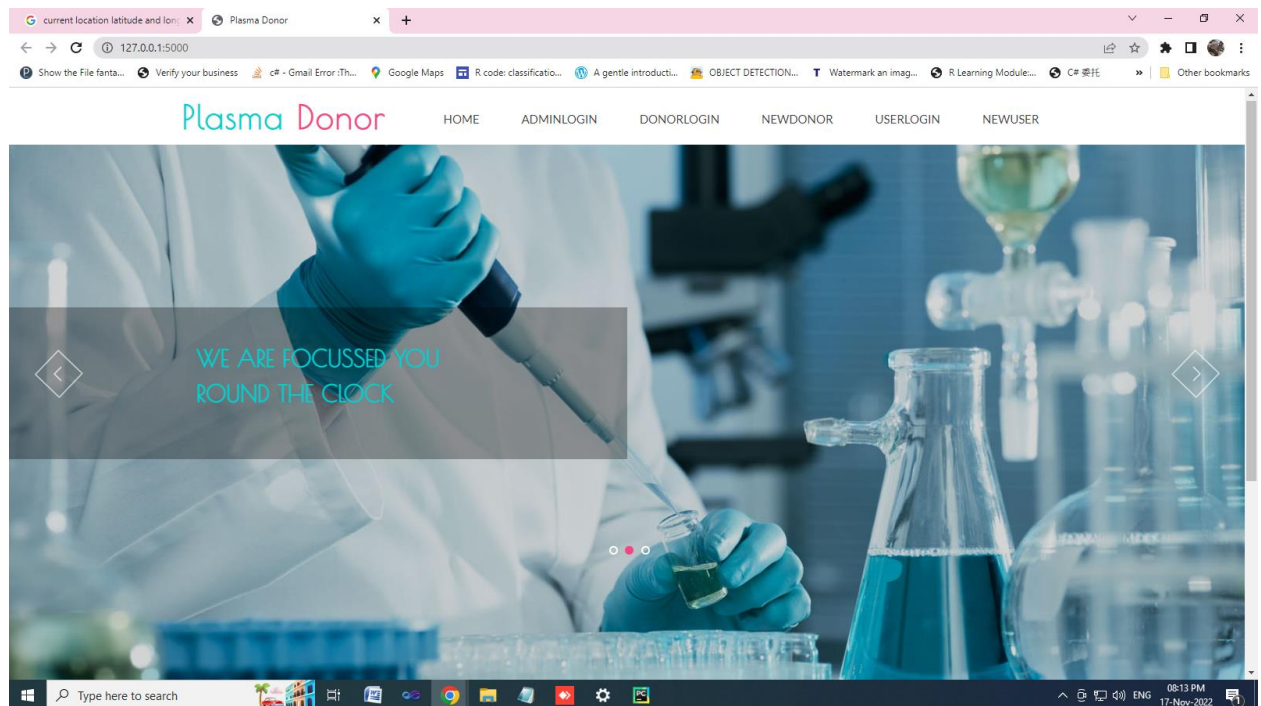 current location latitude and long
Plasma Donor
127.0.0.1:5000
Show the File fanta... Verify your business c# - Gmail Error :Th... Google Maps R code: classificatio... A gentle introducti... OBJECT DETECTION... Watermark an imag... R Learning Module:... C# 委托 » Other bookmarks
Plasma Donor HOME ADMINLOGIN DONORLOGIN NEWDONOR USERLOGIN NEWUSER
WE ARE FOCUSSED YOU
ROUND THE CLOCK
Type here to search ENG 08:13 PM
17-Nov-2022